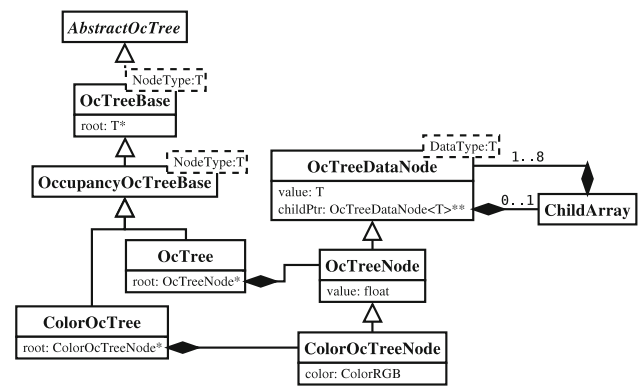 AbstractOcTree
NodeType:T
OcTreeBase
root: T*
NodeType:T
OccupancyOcTreeBase
DataType:T
OcTreeDataNode
value: T
childPtr: OcTreeDataNode<T>**
1..8
0..1
ChildArray
OcTree
root: OcTreeNode*
OcTreeNode
value: float
ColorOcTree
root: ColorOcTreeNode*
ColorOcTreeNode
color: ColorRGB